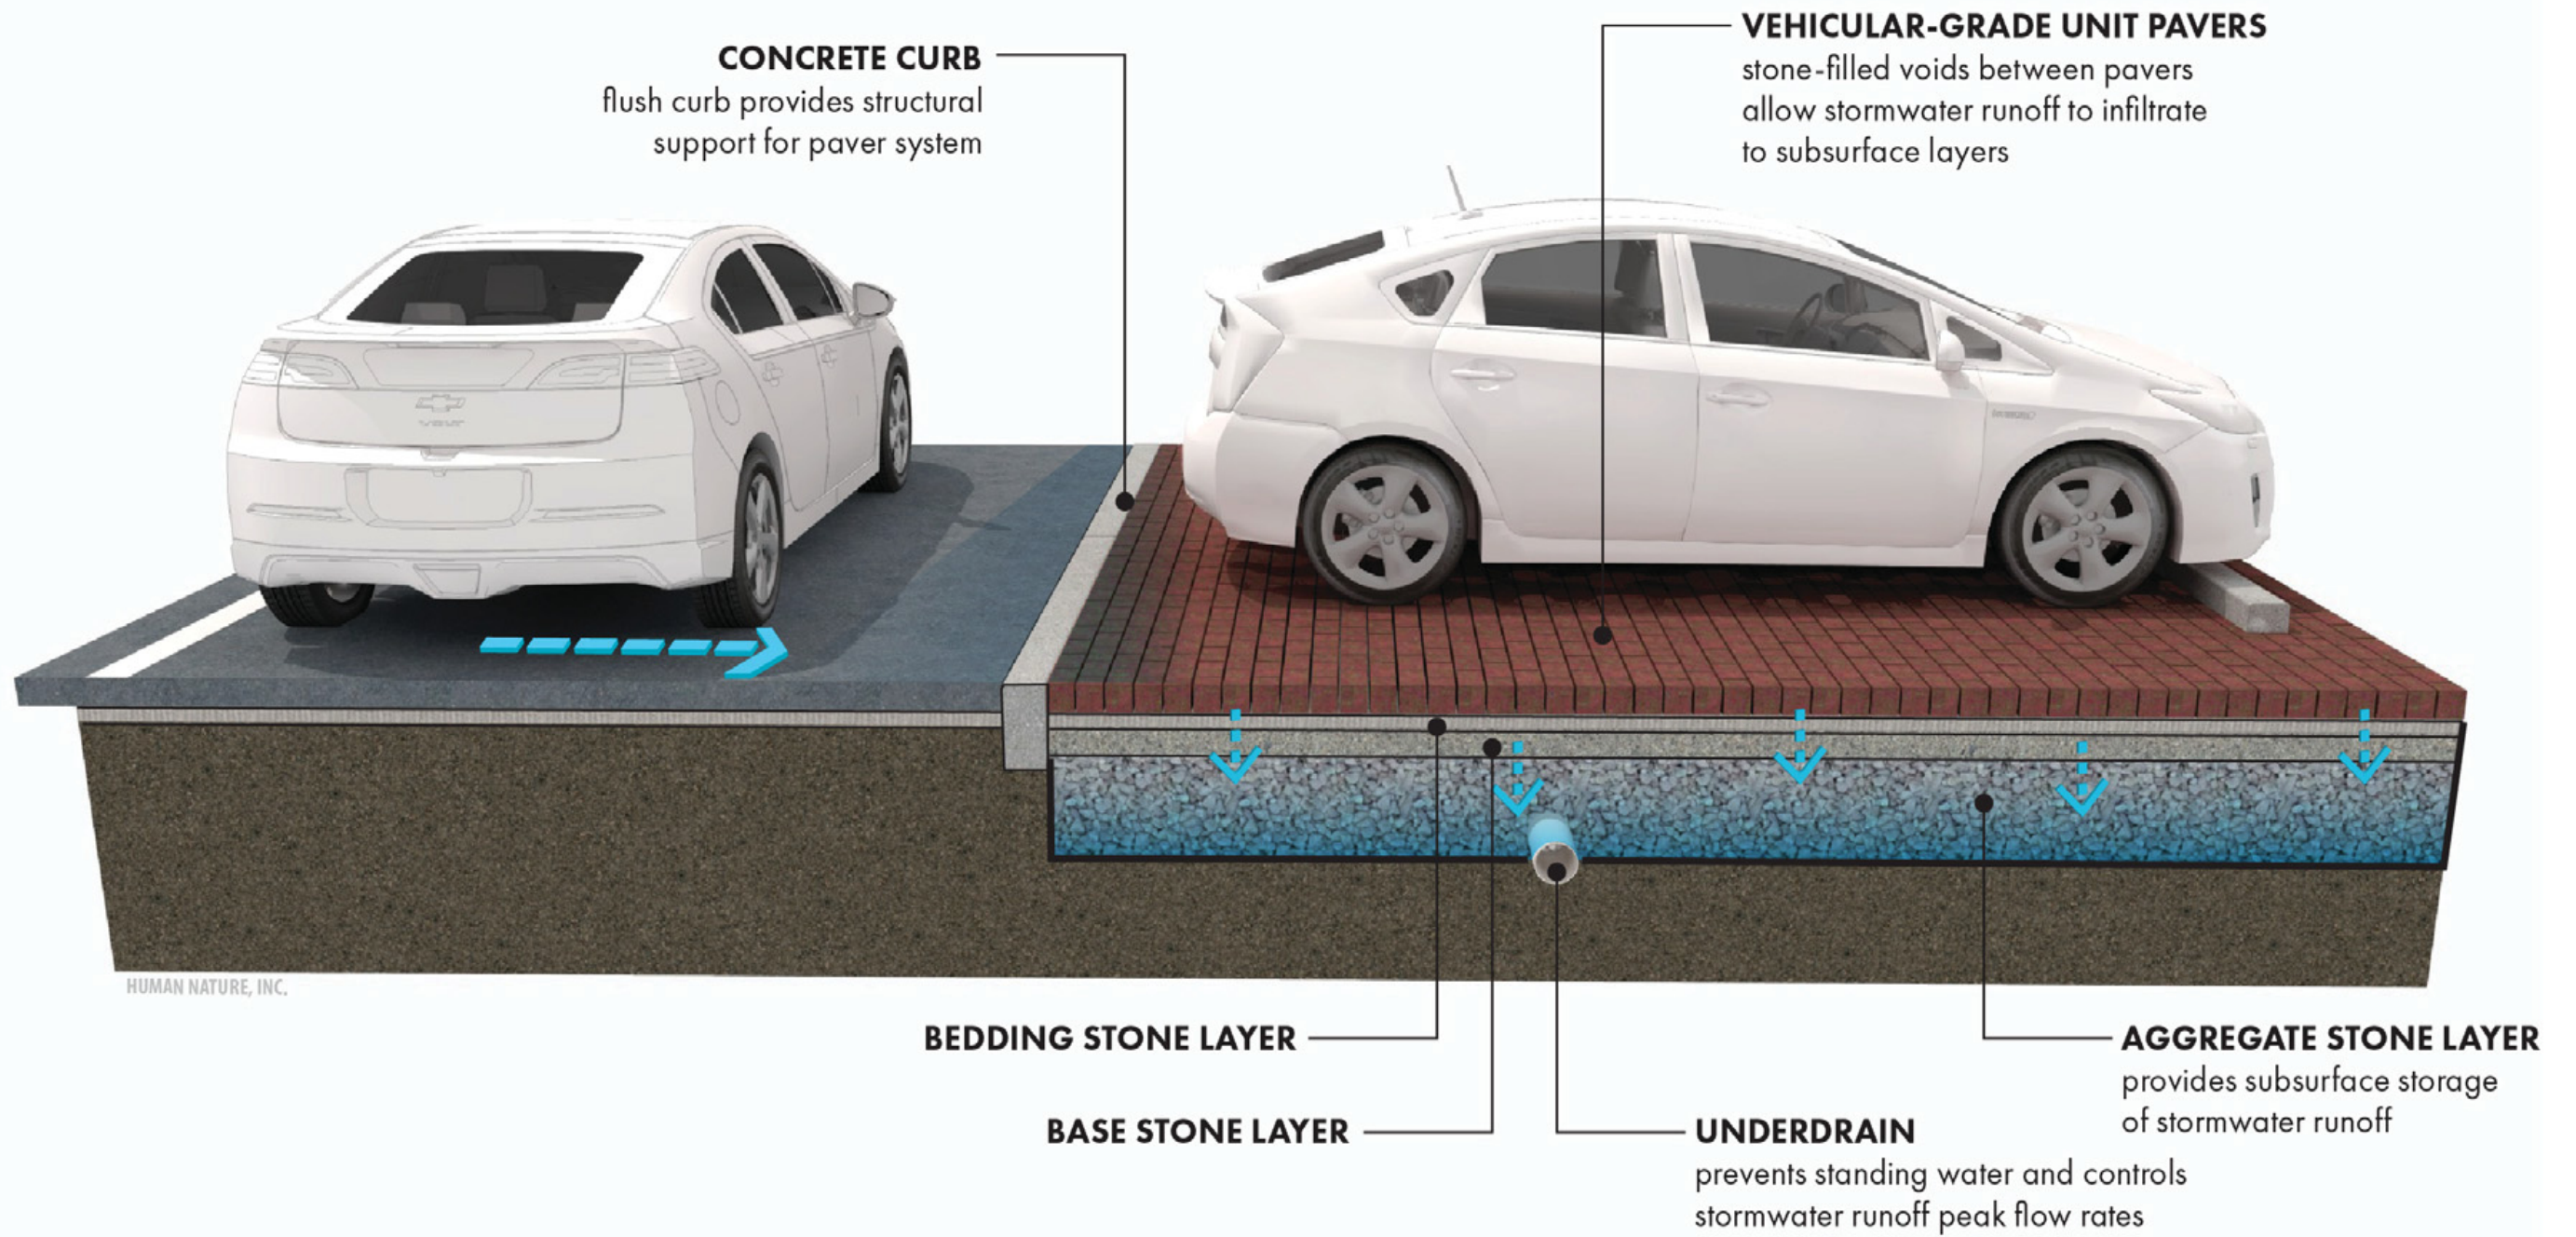 CONCRETE CURB
flush curb provides structural
support for paver system
VEHICULAR-GRADE UNIT PAVERS
stone-filled voids between pavers
allow stormwater runoff to infiltrate
to subsurface layers
HUMAN NATURE, INC.
BEDDING STONE LAYER
BASE STONE LAYER
UNDERDRAIN
prevents standing water and controls
stormwater runoff peak flow rates
AGGREGATE STONE LAYER
provides subsurface storage
of stormwater runoff